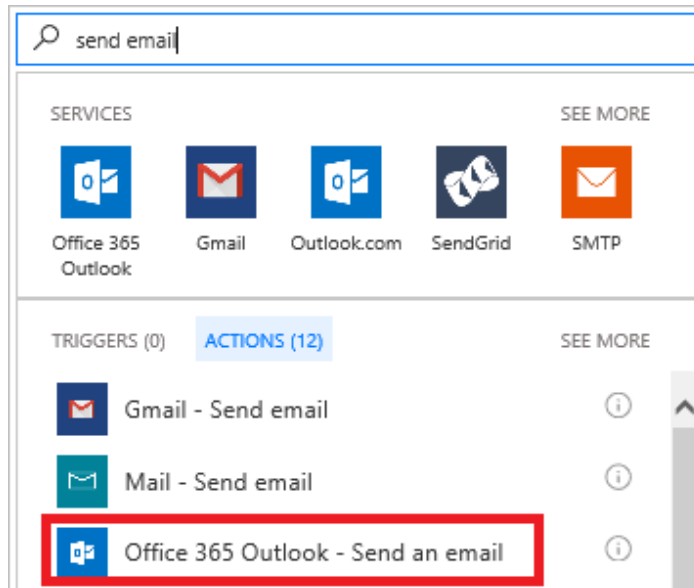 send email
SERVICES SEE MORE
Office 365 Gmail Outlook.com SendGrid SMTP
Outlook
TRIGGERS (0) ACTIONS (12) SEE MORE
Gmail - Send email
Mail - Send email
Office 365 Outlook - Send an email